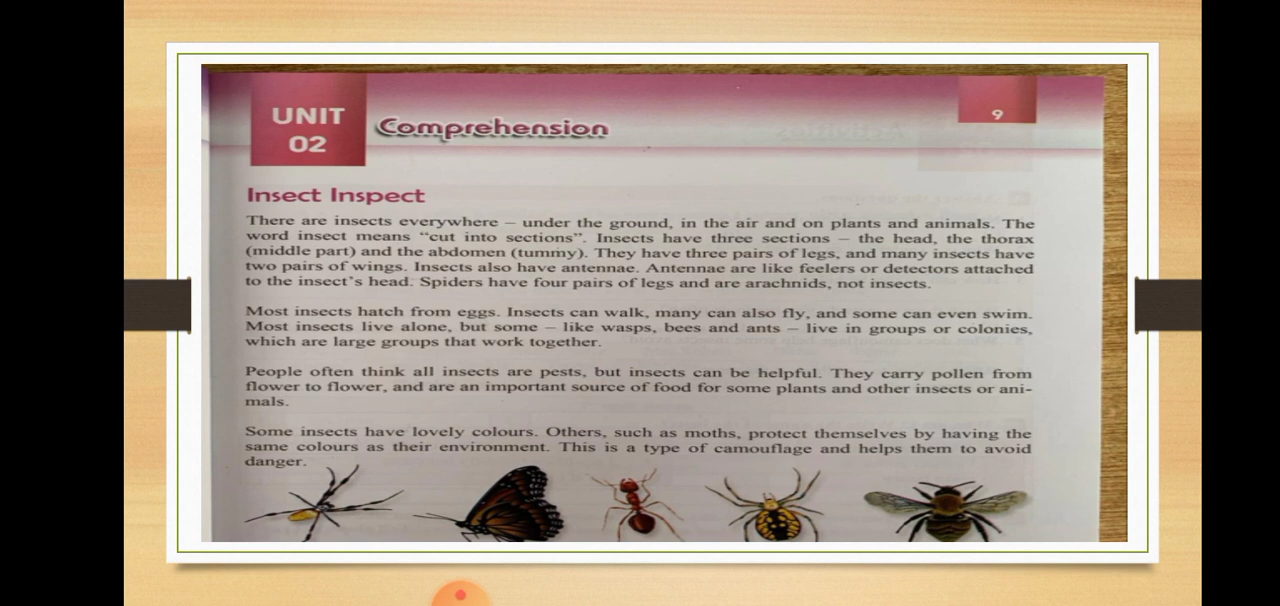 UNIT
02
Comprehension
9
Insect Inspect
There are insects everywhere – under the ground, in the air and on plants and animals. The
word insect means “cut into sections”. Insects have three sections – the head, the thorax
(middle part) and the abdomen (tummy). They have three pairs of legs, and many insects have
two pairs of wings. Insects also have antennae. Antennae are like feelers or detectors attached
to the insect’s head. Spiders have four pairs of legs and are arachnids, not insects.
Most insects hatch from eggs. Insects can walk, many can also fly, and some can even swim.
Most insects live alone, but some – like wasps, bees and ants – live in groups or colonies,
which are large groups that work together.
People often think all insects are pests, but insects can be helpful. They carry pollen from
flower to flower, and are an important source of food for some plants and other insects or ani-
mals.
Some insects have lovely colours. Others, such as moths, protect themselves by having the
same colours as their environment. This is a type of camouflage and helps them to avoid
danger.